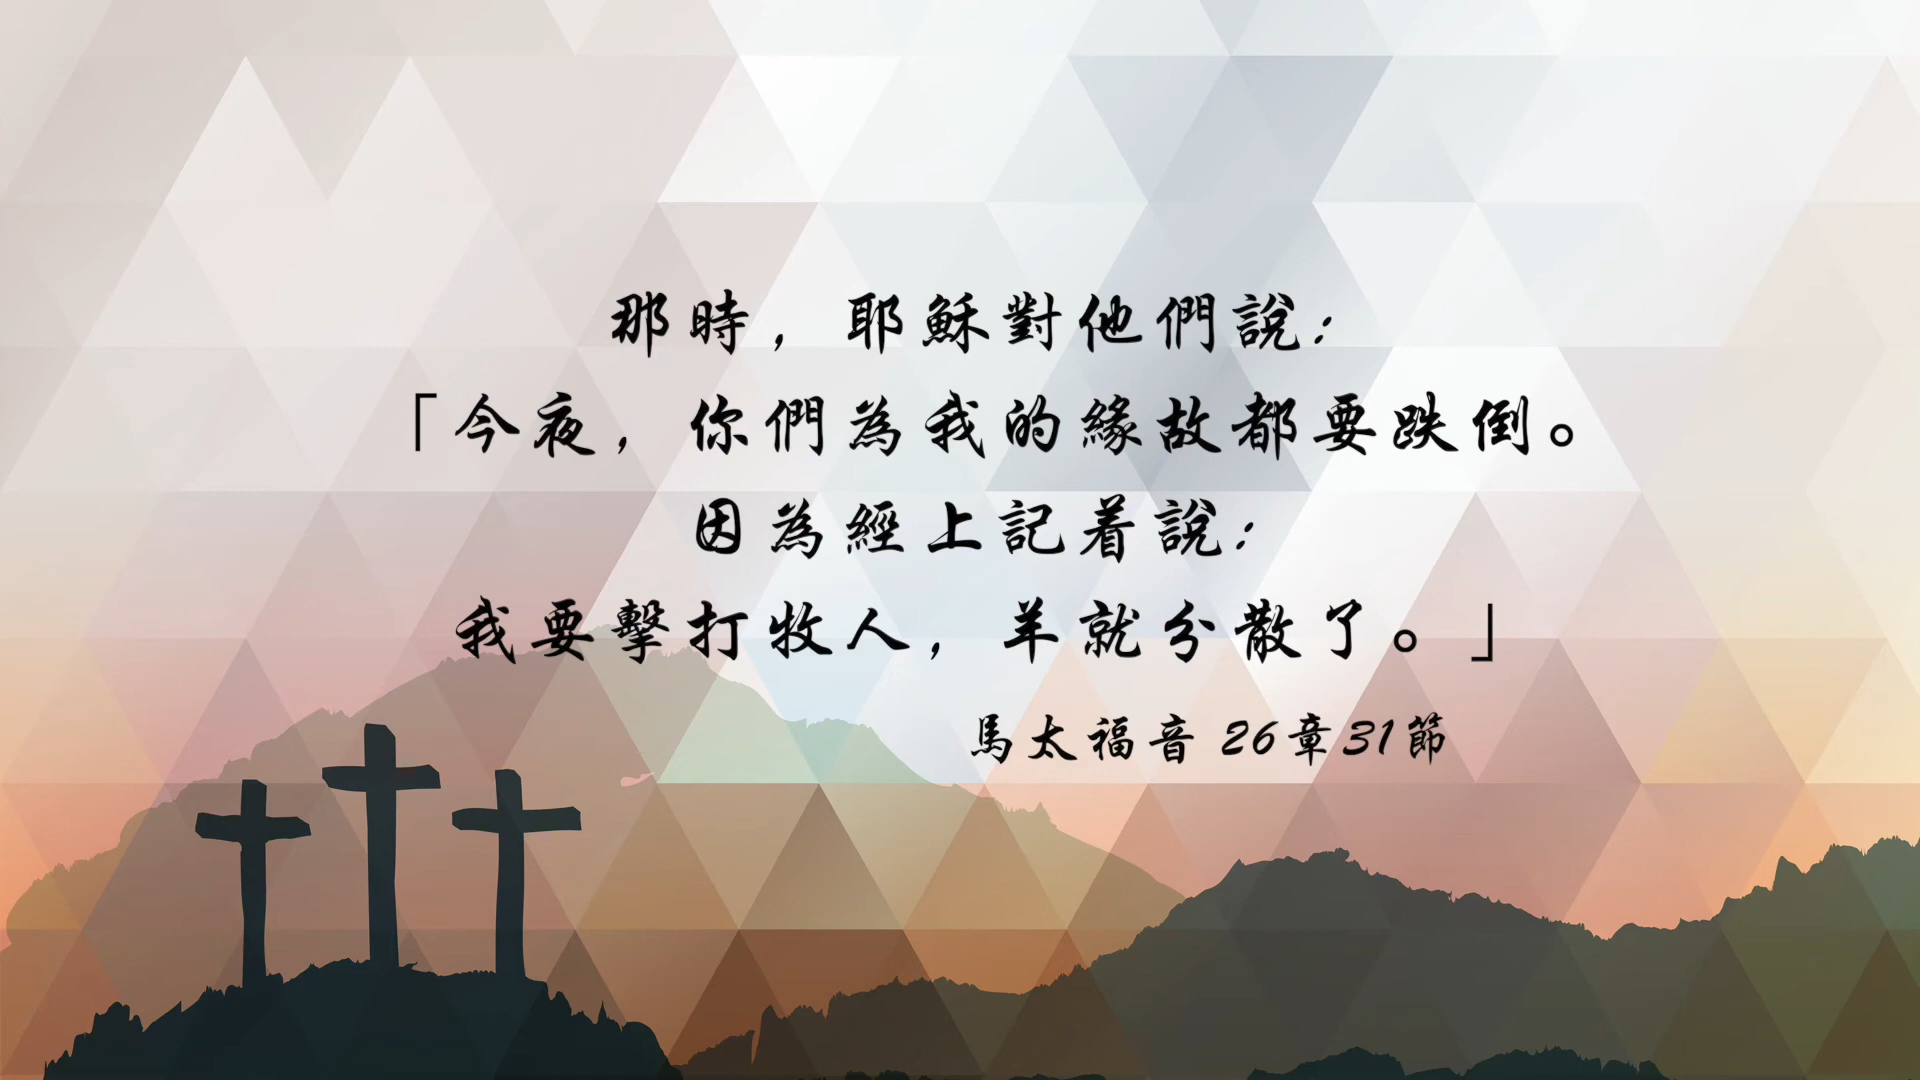 那時，耶穌對他們說：
「今夜，你們為我的緣故都要跌倒。
因為經上記着說：
我要擊打牧人，羊就分散了。」
馬太福音 26章31節